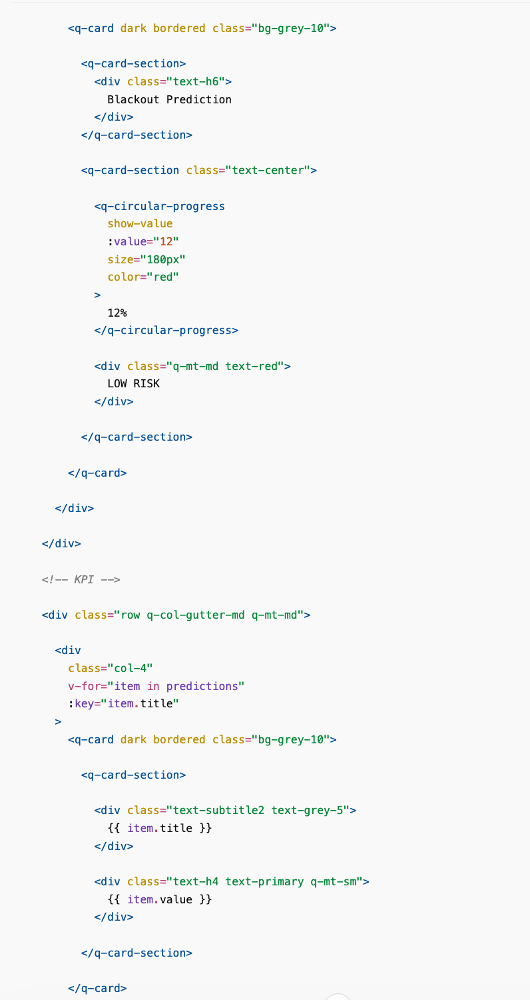 <q-card dark bordered class="bg-grey-10">
<q-card-section>
<div class="text-h6">
Blackout Prediction
</div>
</q-card-section>
<q-card-section class="text-center">
<q-circular-progress
show-value
:value="12"
size="180px"
color="red"
>
12%
</q-circular-progress>
<div class="q-mt-md text-red">
LOW RISK
</div>
</q-card-section>
</q-card>
</div>
</div>
<!-- KPI -->
<div class="row q-col-gutter-md q-mt-md">
<div
class="col-4"
v-for="item in predictions"
:key="item.title"
>
<q-card dark bordered class="bg-grey-10">
<q-card-section>
<div class="text-subtitle2 text-grey-5">
{{ item.title }}
</div>
<div class="text-h4 text-primary q-mt-sm">
{{ item.value }}
</div>
</q-card-section>
</q-card>